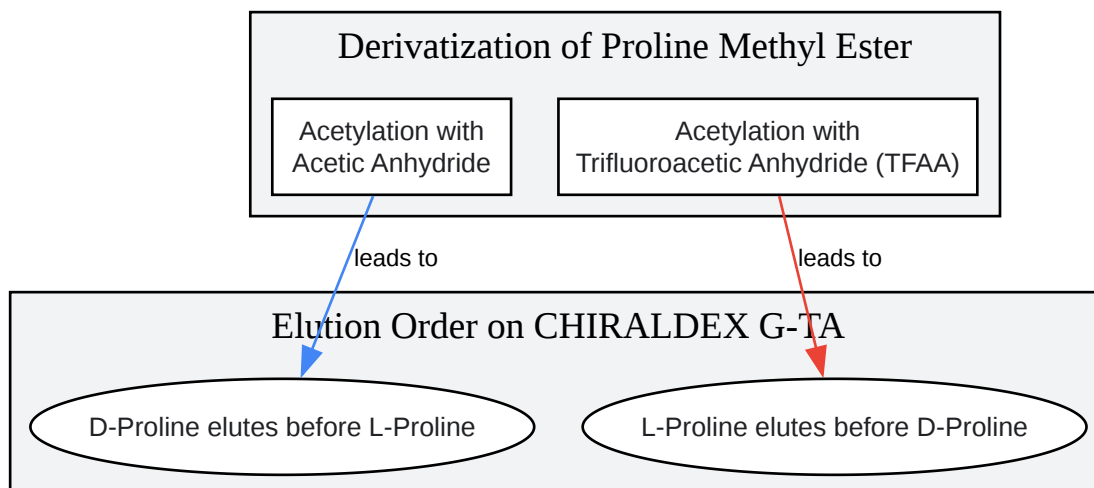 Derivatization of Proline Methyl Ester
Acetylation with
Acetic Anhydride
Acetylation with
Trifluoroacetic Anhydride (TFAA)
leads to
leads to
Elution Order on CHIRALDEX G-TA
D-Proline elutes before L-Proline
L-Proline elutes before D-Proline